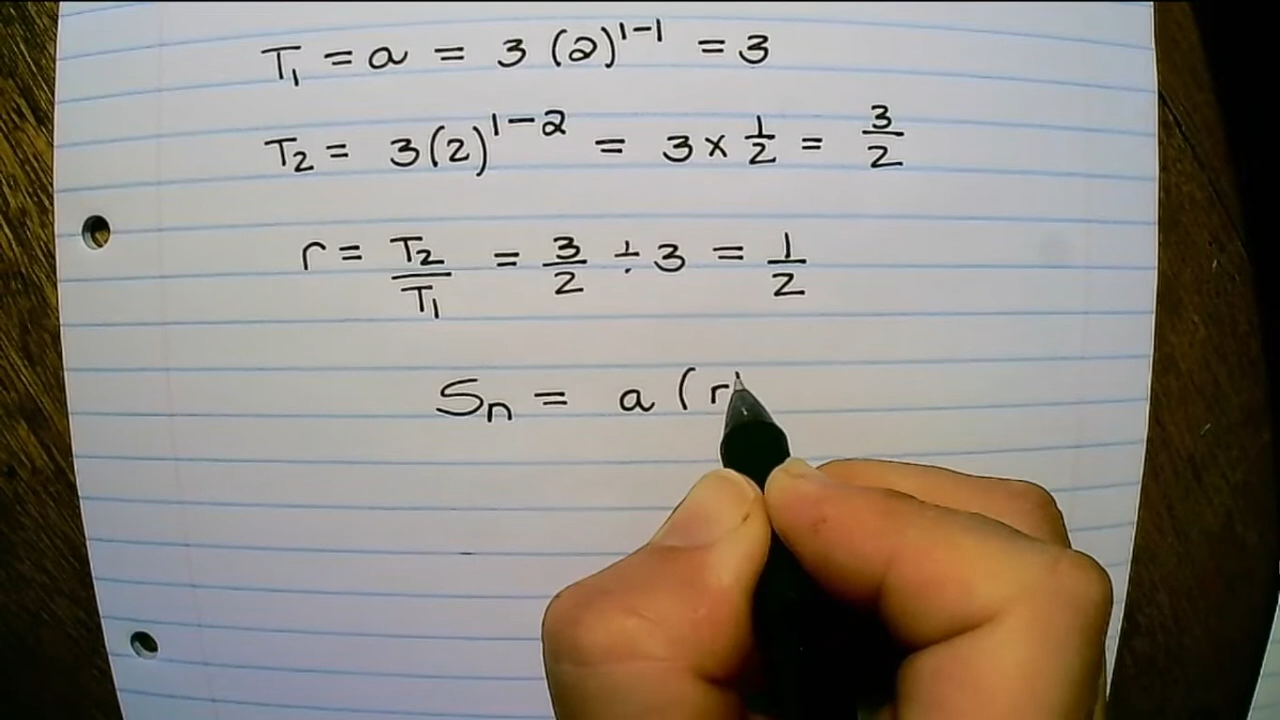 T₁ = a = 3 (2)¹⁻¹ = 3
T₂ = 3(2)¹⁻² = 3 × 1/2 = 3/2
r = T₂/T₁ = 3/2 ÷ 3 = 1/2
Sn = a (r